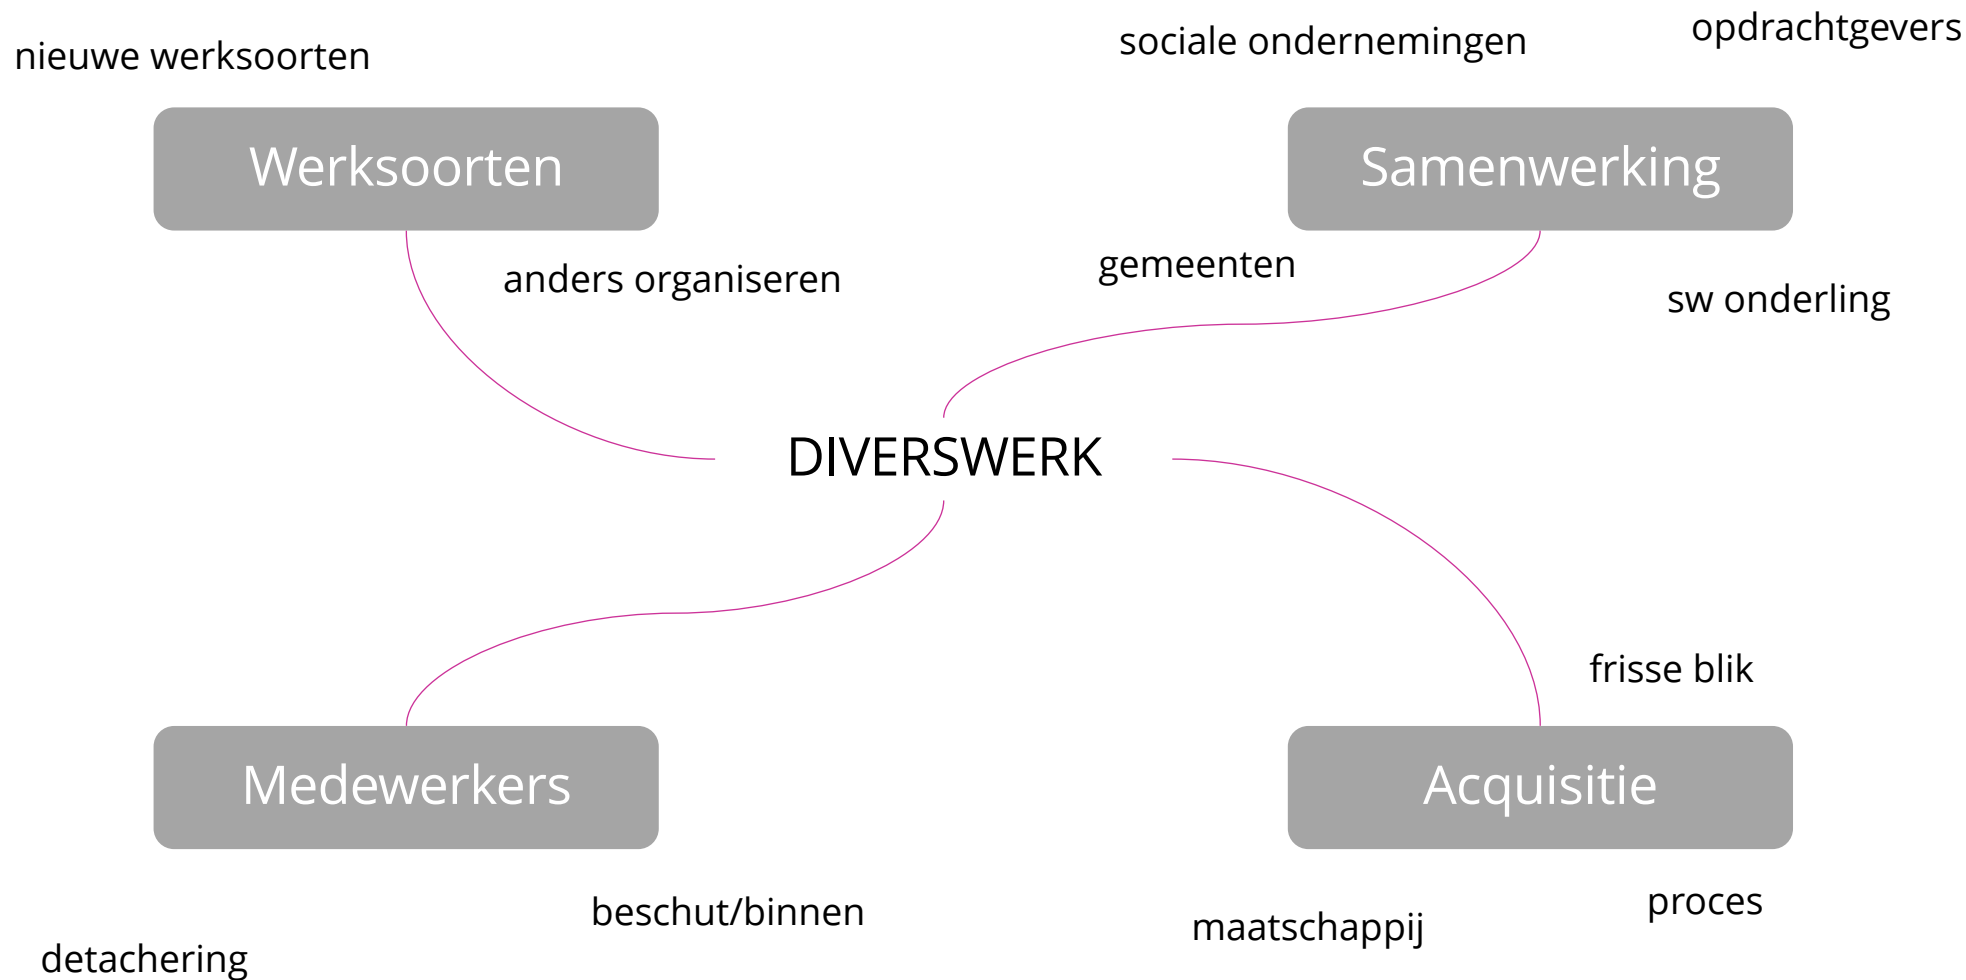 nieuwe werksoorten
sociale ondernemingen
opdrachtgevers
Werksoorten
Samenwerking
anders organiseren
gemeenten
sw onderling
DIVERSWERK
frisse blik
Medewerkers
Acquisitie
beschut/binnen
maatschappij
proces
detachering